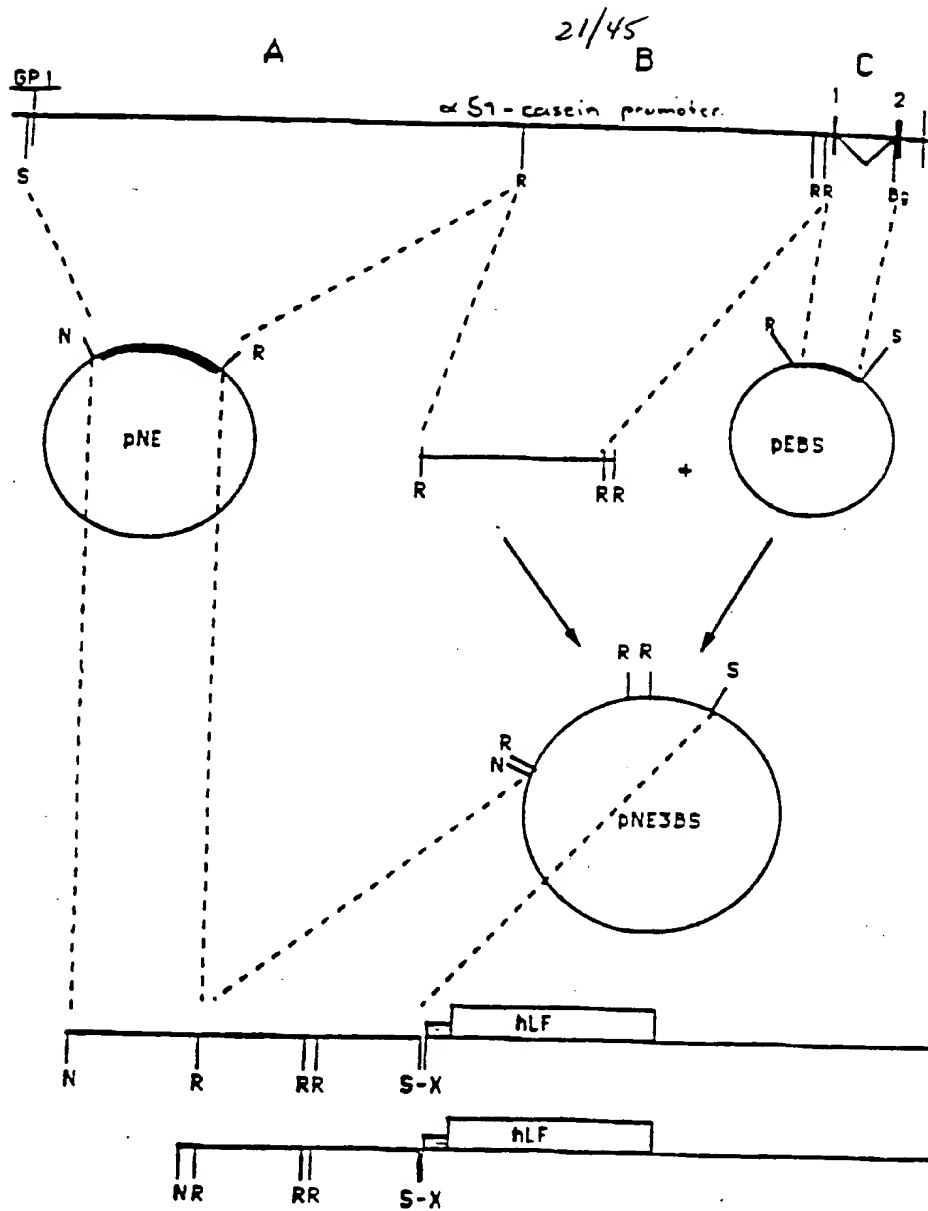 21/45
A B C
GP1
1 2
α S1-casein promoter.
S R RR Bg
N R R S
pNE pEBS
R RR +
R R S
R
N
pNE3BS
hLF
N R RR S-X
hLF
NR RR S-X